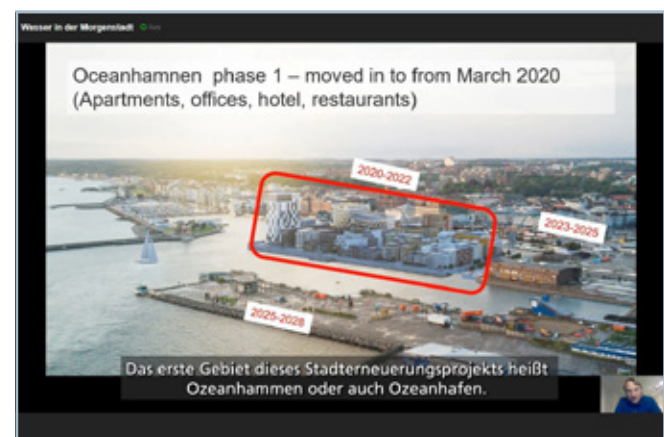 Wasser in der Morgenstadt live
Oceanhamnen phase 1 – moved in to from March 2020
(Apartments, offices, hotel, restaurants)
2020-2022
2023-2025
2025-2028
Das erste Gebiet dieses Stadterneuerungsprojekts heißt
Ozeanhammen oder auch Ozeanhafen.